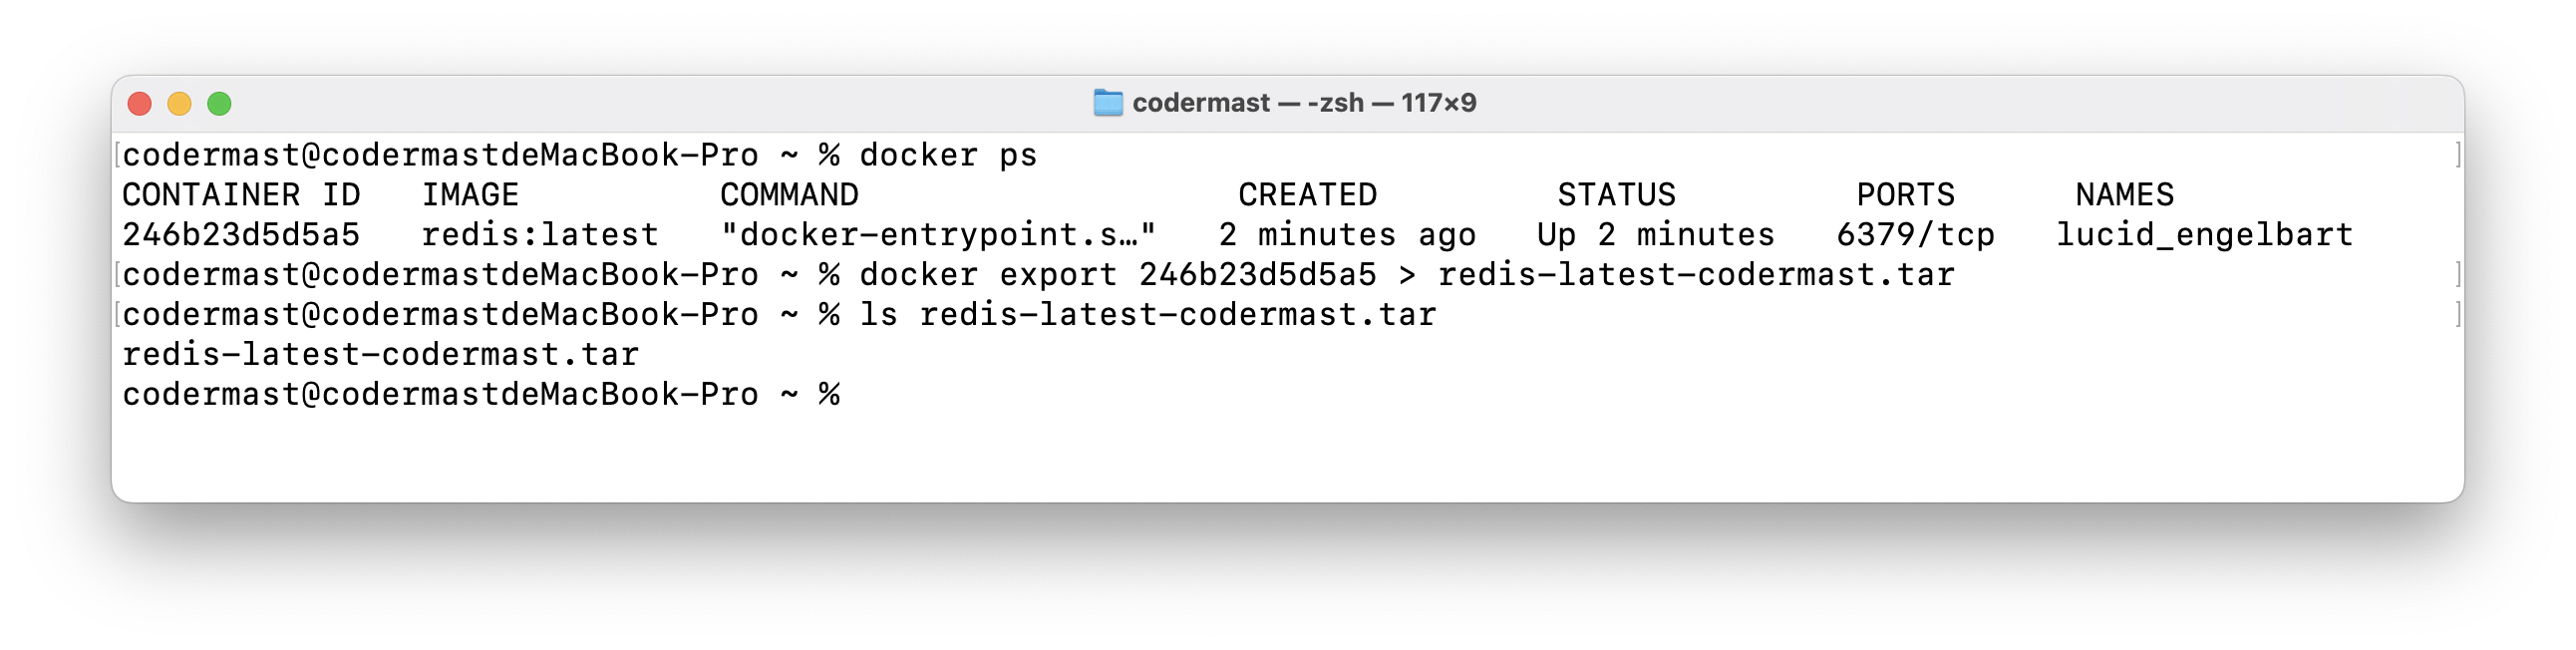 codermast — -zsh — 117×9
[codermast@codermastdeMacBook-Pro ~ % docker ps ]
CONTAINER ID   IMAGE          COMMAND                   CREATED         STATUS         PORTS      NAMES
246b23d5d5a5   redis:latest   "docker-entrypoint.s…"   2 minutes ago   Up 2 minutes   6379/tcp   lucid_engelbart
[codermast@codermastdeMacBook-Pro ~ % docker export 246b23d5d5a5 > redis-latest-codermast.tar ]
[codermast@codermastdeMacBook-Pro ~ % ls redis-latest-codermast.tar ]
redis-latest-codermast.tar
codermast@codermastdeMacBook-Pro ~ %